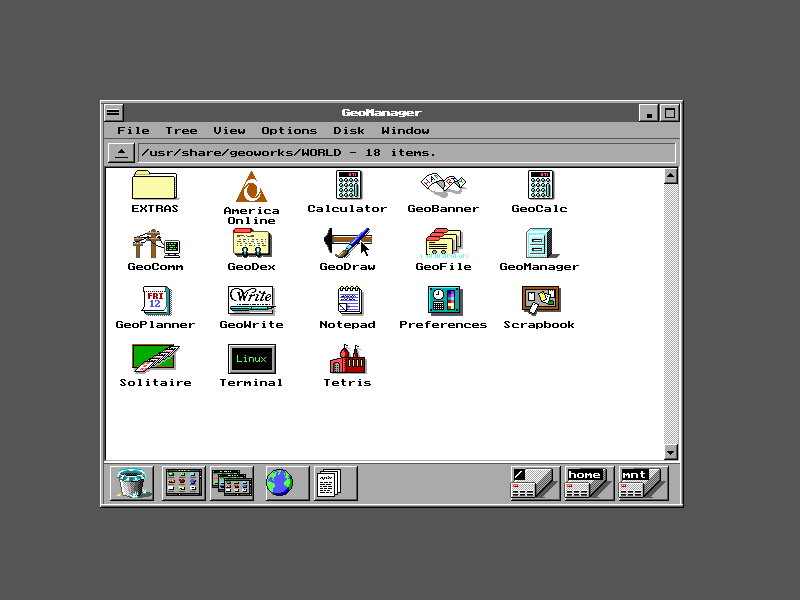 GeoManager
File Tree View Options Disk Window
/usr/share/geoworks/WORLD - 18 items.
EXTRAS
America
Online
Calculator
GeoBanner
GeoCalc
GeoComm
GeoDex
GeoDraw
GeoFile
GeoManager
FRI
12
GeoPlanner
Write
GeoWrite
Notepad
Preferences
Scrapbook
Solitaire
Linux
Terminal
Tetris
/
home
mnt